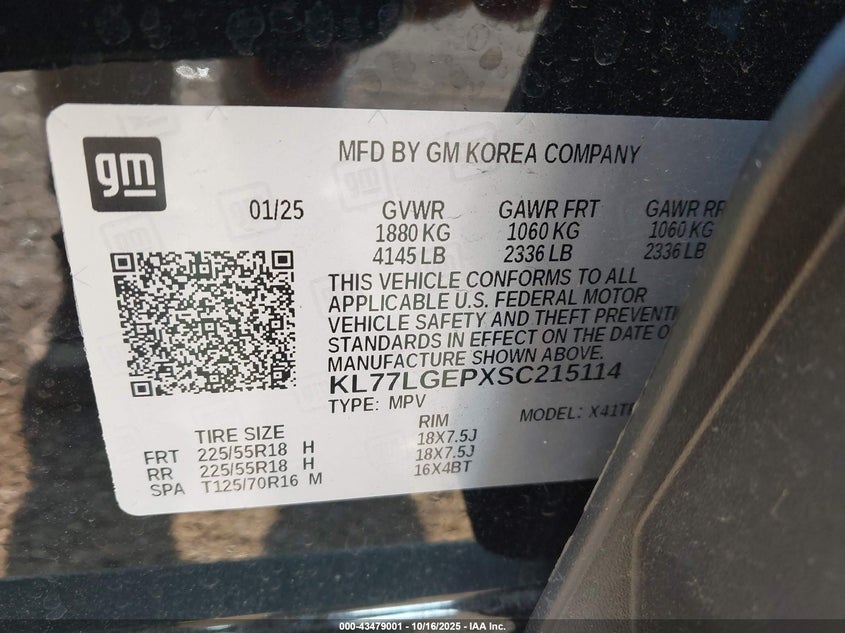 gm
MFD BY GM KOREA COMPANY
01/25
GVWR GAWR FRT GAWR
1880 KG 1060 KG 1060 KG
4145 LB 2336 LB 2336 LB
THIS VEHICLE CONFORMS TO ALL
APPLICABLE U.S. FEDERAL MOTOR
VEHICLE SAFETY AND THEFT
STANDARDS IN EFFECT ON THE DATE
MANUFACTURE SHOWN ABOVE.
KL77LGEPXSC215114
TYPE: MPV MODEL:
TIRE SIZE RIM
FRT 225/55R18 H 18X7.5J
RR 225/55R18 H 18X7.5J
SPA T125/70R16 M 16X4BT
000-43479001 - 10/16/2025 - IAA Inc.